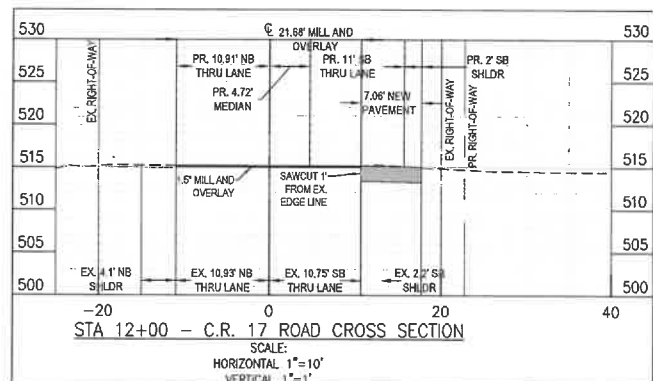 530
℄ 21.68' MILL AND
OVERLAY
530
EX. RIGHT-OF-WAY
PR. 10.91' NB
THRU LANE
PR. 11' SB
THRU LANE
PR. 2' SB
SHLDR
PR. 4.72'
MEDIAN
7.06' NEW
PAVEMENT
EX. RIGHT-OF-WAY
PR. RIGHT-OF-WAY
525
525
520
520
515
515
MILL AND
OVERLAY
SAWCUT 1'
FROM EX.
EDGE LINE
510
510
505
505
EX. 4.1' NB
SHLDR
EX. 10.93' NB
THRU LANE
EX. 10.75' SB
THRU LANE
EX. 2.2' SB
SHLDR
500
500
-20
0
20
40
STA 12+00 - C.R. 17 ROAD CROSS SECTION
SCALE:
HORIZONTAL 1"=10'
VERTICAL 1"=1'